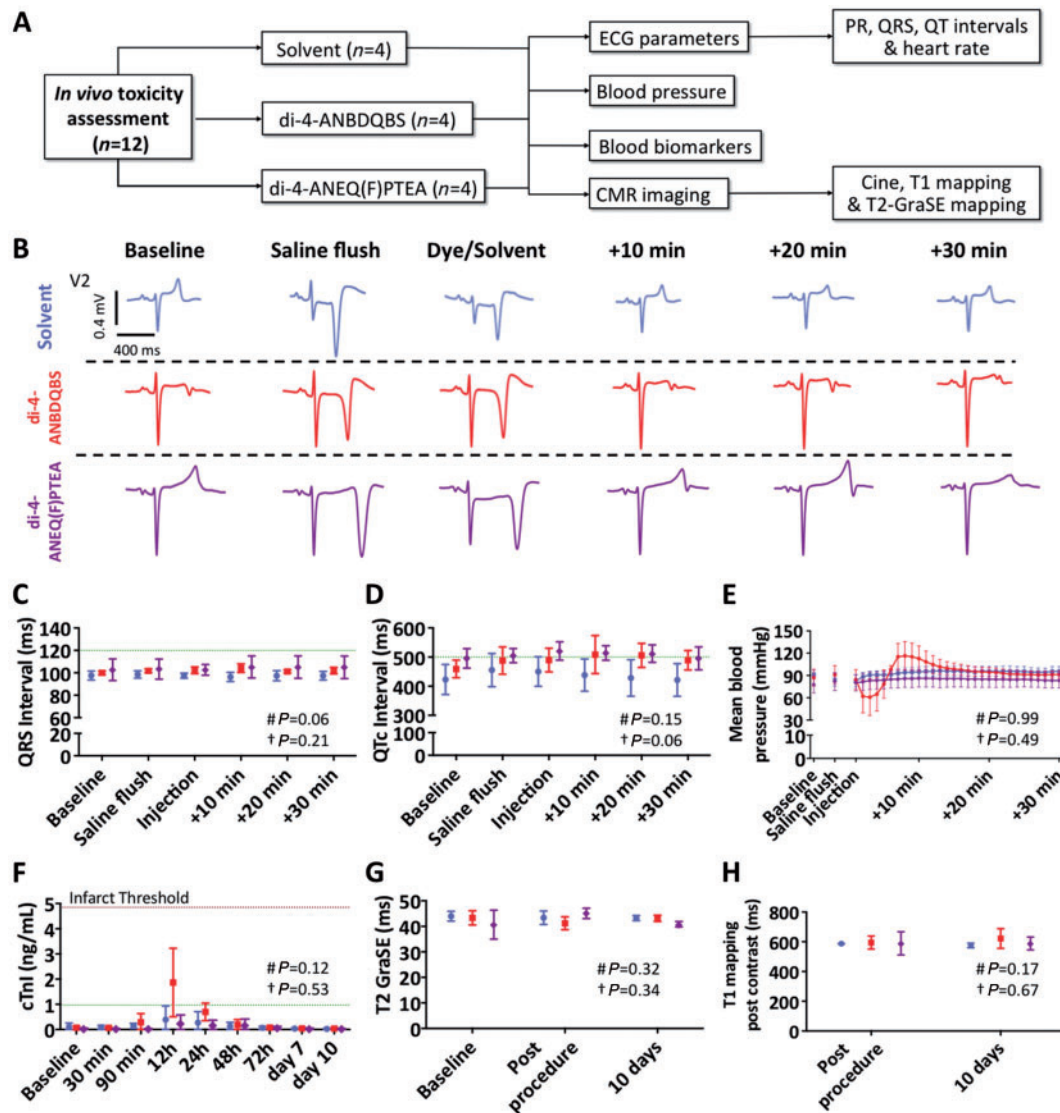 A
In vivo toxicity
assessment
(n=12)
Solvent (n=4)
di-4-ANBDQBS (n=4)
di-4-ANEQ(F)PTEA (n=4)
ECG parameters
Blood pressure
Blood biomarkers
CMR imaging
PR, QRS, QT intervals
& heart rate
Cine, T1 mapping
& T2-GraSE mapping
B
Baseline
Saline flush
Dye/Solvent
+10 min
+20 min
+30 min
V2
0.4 mV
400 ms
Solvent
di-4-
ANBDQBS
di-4-
ANEQ(F)PTEA
C
QRS Interval (ms)
140
120
100
80
60
20
0
# P=0.06
† P=0.21
Baseline
Saline flush
Injection
+10 min
+20 min
+30 min
D
QTc Interval (ms)
600
500
400
300
100
0
# P=0.15
† P=0.06
Baseline
Saline flush
Injection
+10 min
+20 min
+30 min
E
Mean blood
pressure (mmHg)
150
120
90
60
30
10
0
# P=0.99
† P=0.49
Baseline
Saline flush
Injection
+10 min
+20 min
+30 min
F
Infarct Threshold
cTnI (ng/mL)
5
4
3
2
1
0
# P=0.12
† P=0.53
Baseline
30 min
90 min
12h
24h
48h
72h
day 7
day 10
G
T2 GraSE (ms)
60
40
20
0
# P=0.32
† P=0.34
Baseline
Post
procedure
10 days
H
T1 mapping
post contrast (ms)
800
600
400
200
0
# P=0.17
† P=0.67
Post
procedure
10 days